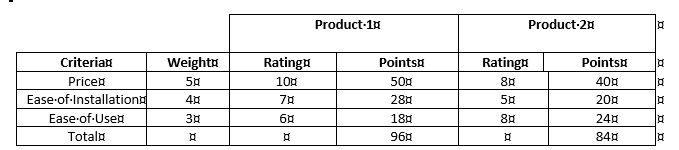 Product·1¤ Product·2¤ ¤
Criteria¤ Weight¤ Rating¤ Points¤ Rating¤ Points¤ ¤
Price¤ 5¤ 10¤ 50¤ 8¤ 40¤ ¤
Ease·of·Installation¤ 4¤ 7¤ 28¤ 5¤ 20¤ ¤
Ease·of·Use¤ 3¤ 6¤ 18¤ 8¤ 24¤ ¤
Total¤ ¤ ¤ 96¤ ¤ 84¤ ¤